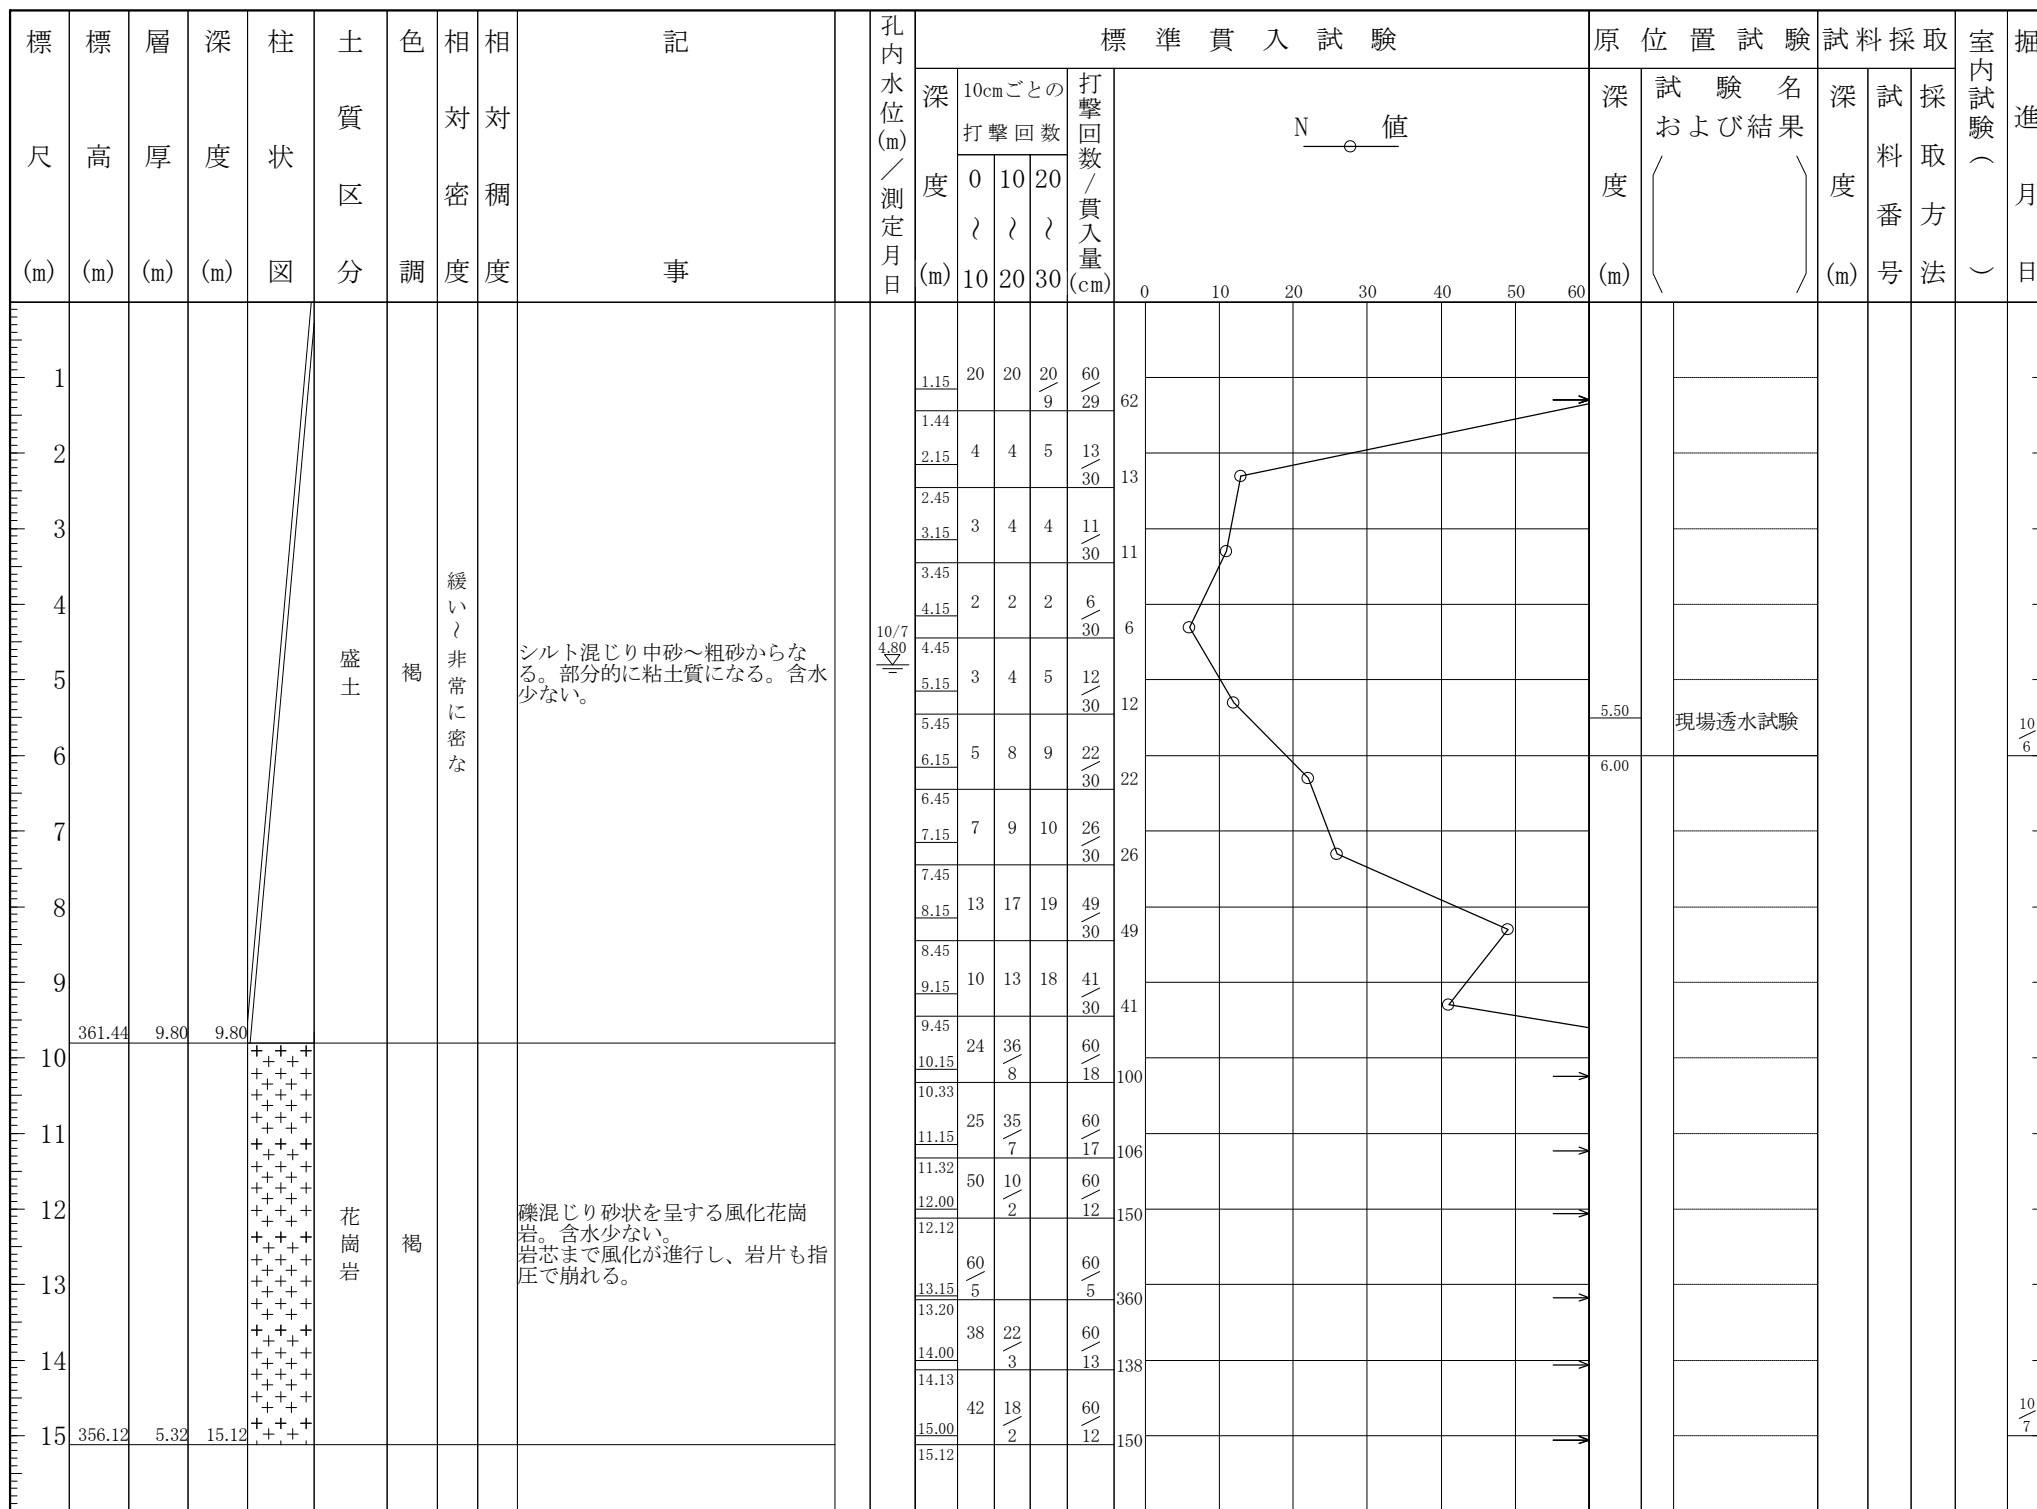 標尺(m)
標高(m)
層厚(m)
深度(m)
柱状図
土質区分
色調
相対密度
相対稠度
記事
孔内水位(m)／測定月日
標準貫入試験
深度(m)
10cmごとの
打撃回数
0〜10
10〜20
20〜30
打撃回数/貫入量(cm)
N 値
0 10 20 30 40 50 60
原位置試験
深度(m)
試験名
および結果
試料採取
深度(m)
試料番号
採取方法
室内試験（ ）
掘進月日
1
1.15 20 20 20/9 60/29 62
1.44
2
2.15 4 4 5 13/30 13
2.45
3
3.15 3 4 4 11/30 11
3.45
4
4.15 2 2 2 6/30 6
4.45
緩い〜非常に密な
10/7
4.80
盛土
褐
シルト混じり中砂〜粗砂からな
る。部分的に粘土質になる。含水
少ない。
5
5.15 3 4 5 12/30 12
5.45
5.50
現場透水試験
6.00
10/6
6
6.15 5 8 9 22/30 22
6.45
7
7.15 7 9 10 26/30 26
7.45
8
8.15 13 17 19 49/30 49
8.45
9
9.15 10 13 18 41/30 41
9.45
361.44 9.80 9.80
10
10.15 24 36/8 60/18 100
10.33
11
11.15 25 35/7 60/17 106
11.32
12
12.00 50 10/2 60/12 150
12.12
花崗岩
褐
礫混じり砂状を呈する風化花崗
岩。含水少ない。
岩芯まで風化が進行し、岩片も指
圧で崩れる。
13
13.15 60/5 60/5 360
13.20
14
14.00 38 22/3 60/13 138
14.13
15 356.12 5.32 15.12
15.00 42 18/2 60/12 150
15.12
10/7